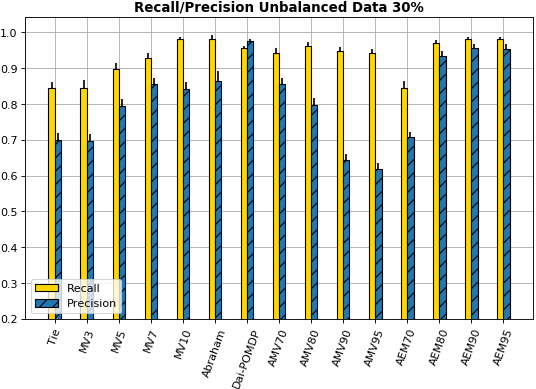 Recall/Precision Unbalanced Data 30%
1.0
0.9
0.8
0.7
0.6
0.5
0.4
0.3
0.2
Recall
Precision
Tie
MV3
MV5
MV7
MV10
Abraham
Dai-POMDP
AMV70
AMV80
AMV90
AMV95
AEM70
AEM80
AEM90
AEM95